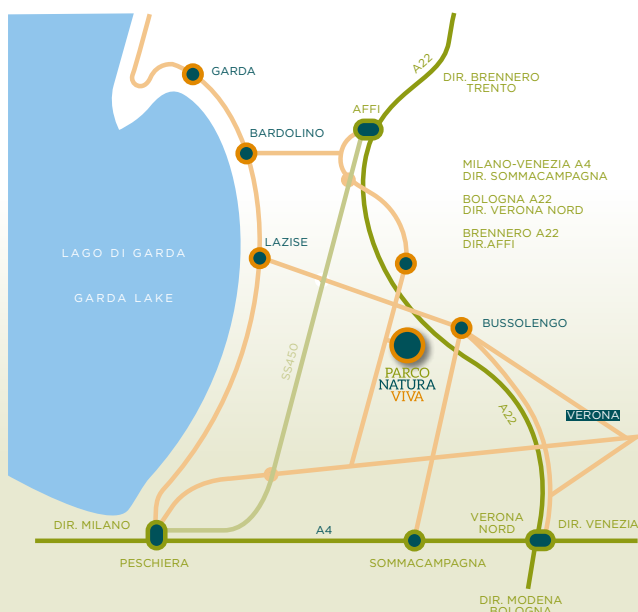 A22
DIR. BRENNERO
TRENTO
GARDA
AFFI
BARDOLINO
MILANO-VENEZIA A4
DIR. SOMMACAMPAGNA
BOLOGNA A22
DIR. VERONA NORD
BRENNERO A22
DIR.AFFI
LAZISE
LAGO DI GARDA
GARDA LAKE
BUSSOLENGO
SS450
PARCO
NATURA
VIVA
A22
VERONA
DIR. MILANO
A4
VERONA
NORD
DIR. VENEZIA
PESCHIERA
SOMMACAMPAGNA
DIR. MODENA
BOLOGNA